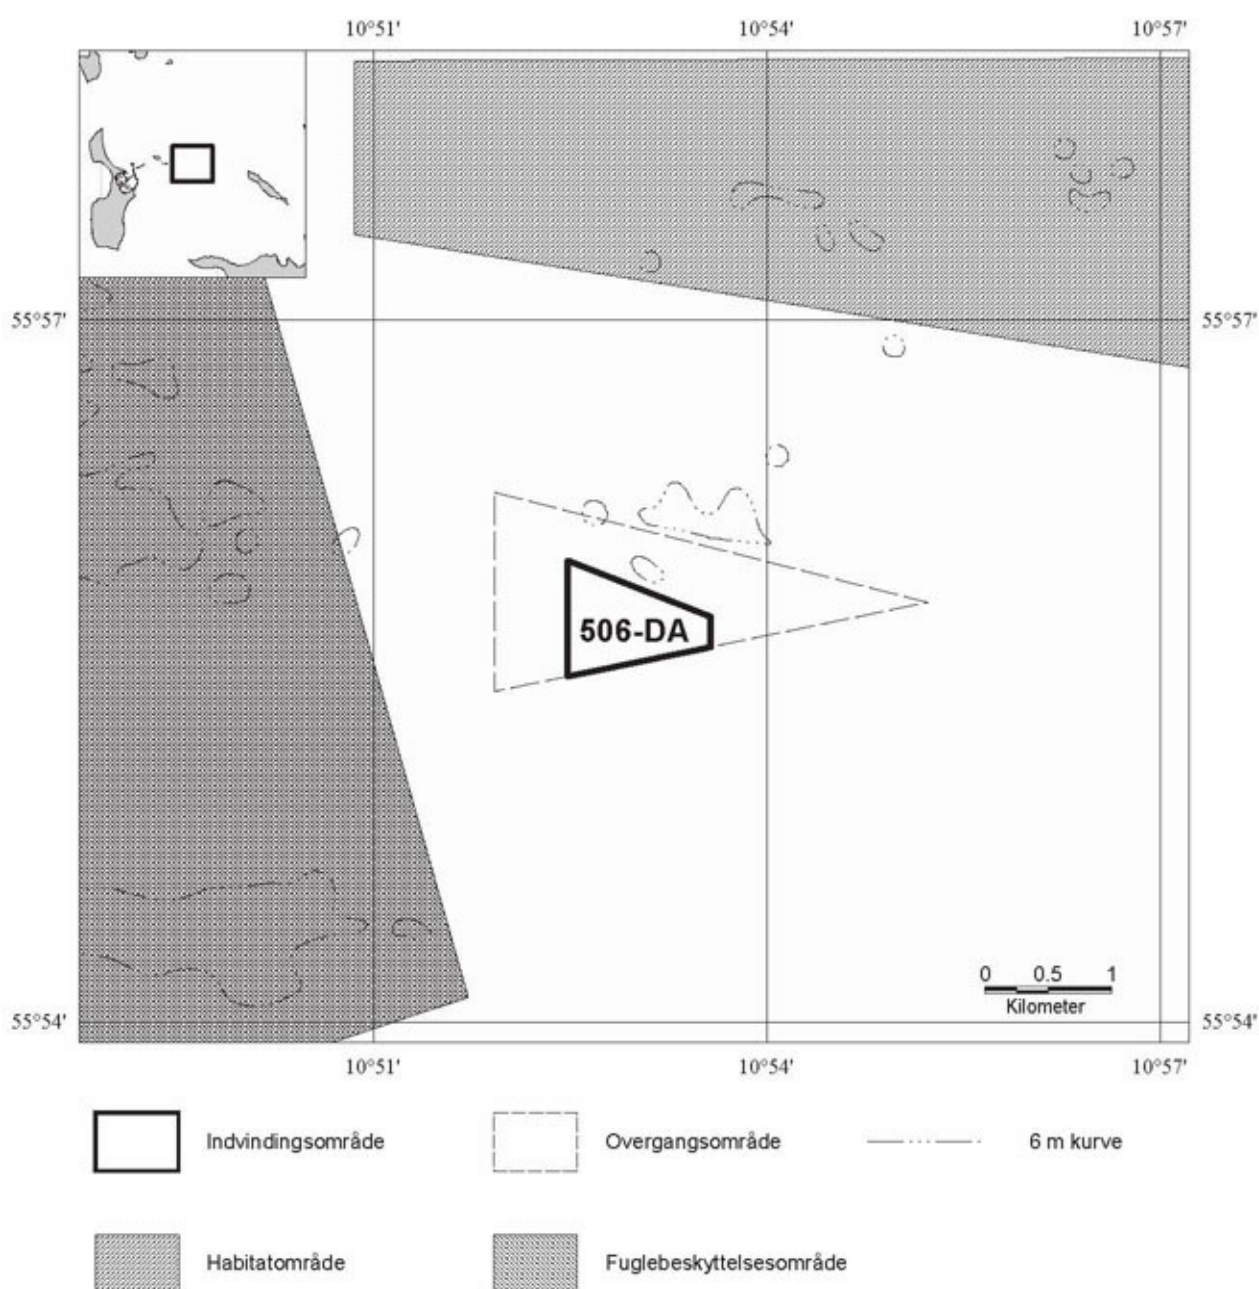 10°51' 10°54' 10°57'
55°57' 55°57'
506-DA
0 0.5 1
Kilometer
55°54' 55°54'
10°51' 10°54' 10°57'
Indvindingsområde Overgangsområde 6 m kurve
Habitatområde Fuglebeskyttelsesområde